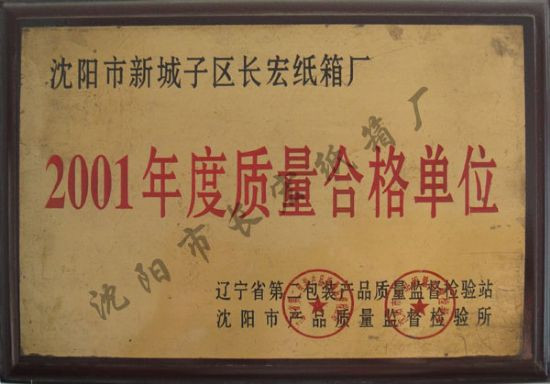 沈阳市新城子区长宏纸箱厂
2001年度质量合格单位
辽宁省第一包装产品质量监督检验站
沈阳市产品质量监督检验所
沈阳市长宏纸箱厂